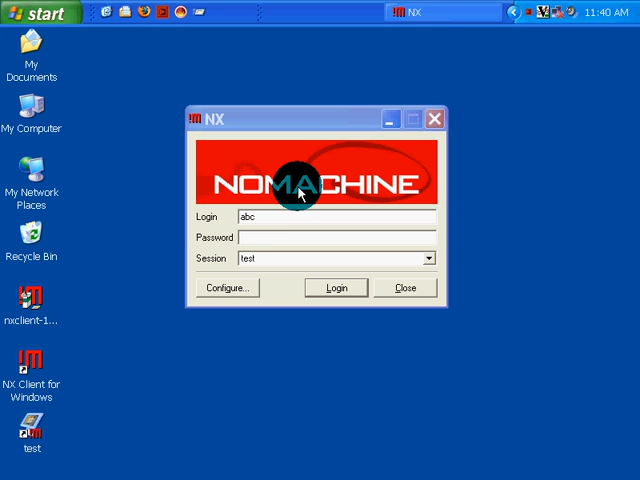 start
NX
11:40 AM
My
Documents
My Computer
My Network
Places
Recycle Bin
nxclient-1...
NX Client for
Windows
test
NX
NOMACHINE
Login
abc
Password
Session
test
Configure...
Login
Close